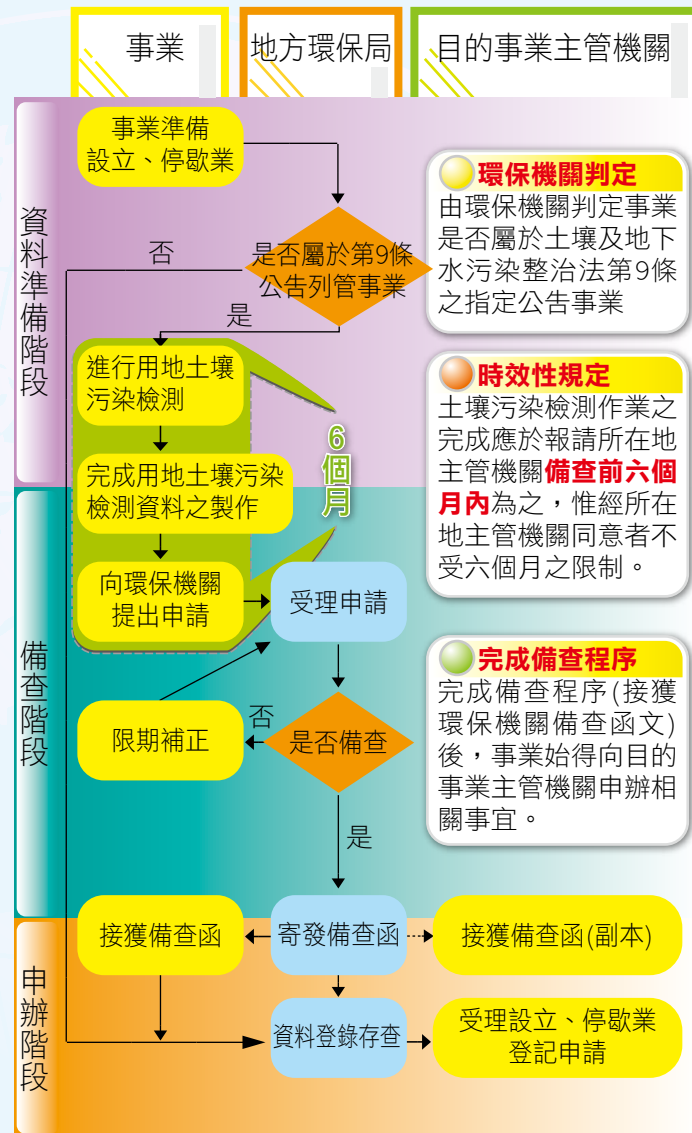 事業
地方環保局
目的事業主管機關
資料準備階段
事業準備
設立、停歇業
是否屬於第9條
公告列管事業
否
是
進行用地土壤
污染檢測
完成用地土壤污染
檢測資料之製作
6個月
環保機關判定
由環保機關判定事業
是否屬於土壤及地下
水污染整治法第9條
之指定公告事業
時效性規定
土壤污染檢測作業之
完成應於報請所在地
主管機關備查前六個
月內為之，惟經所在
地主管機關同意者不
受六個月之限制。
備查階段
向環保機關
提出申請
受理申請
限期補正
否
是否備查
是
完成備查程序
完成備查程序(接獲
環保機關備查函文)
後，事業始得向目的
事業主管機關申辦相
關事宜。
申辦階段
接獲備查函
寄發備查函
接獲備查函(副本)
資料登錄存查
受理設立、停歇業
登記申請